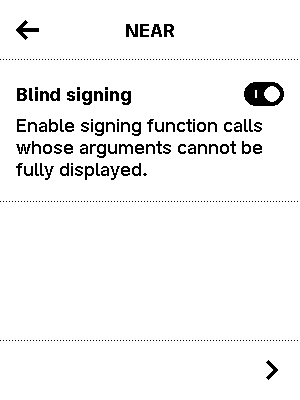 NEAR
Blind signing
Enable signing function calls
whose arguments cannot be
fully displayed.